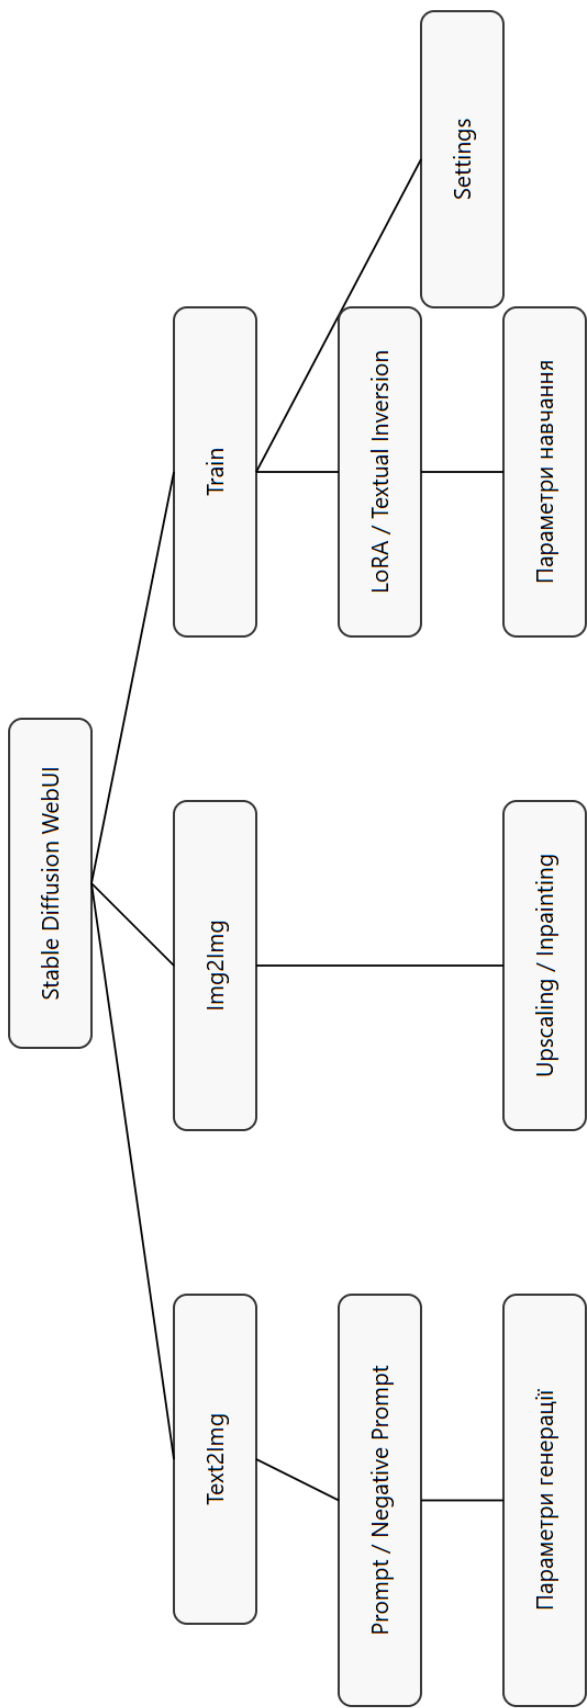 Stable Diffusion WebUI
Text2Img
Img2Img
Train
Prompt / Negative Prompt
LoRA / Textual Inversion
Settings
Параметри генерації
Upscaling / Inpainting
Параметри навчання